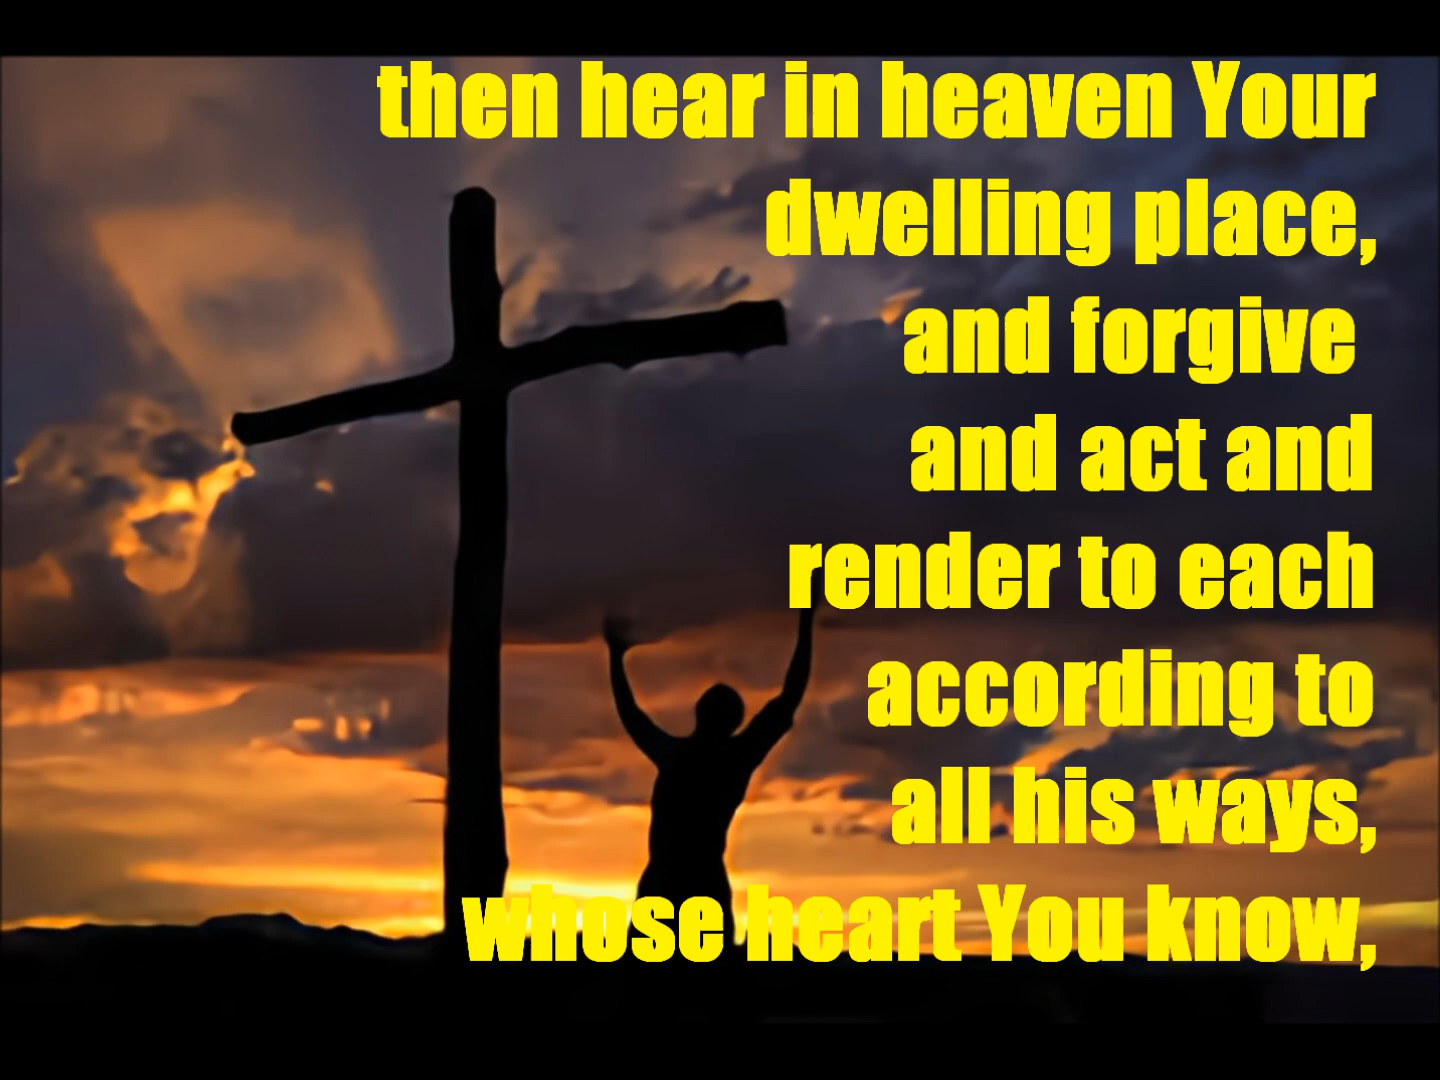 then hear in heaven Your
dwelling place,
and forgive
and act and
render to each
according to
all his ways,
whose heart You know,